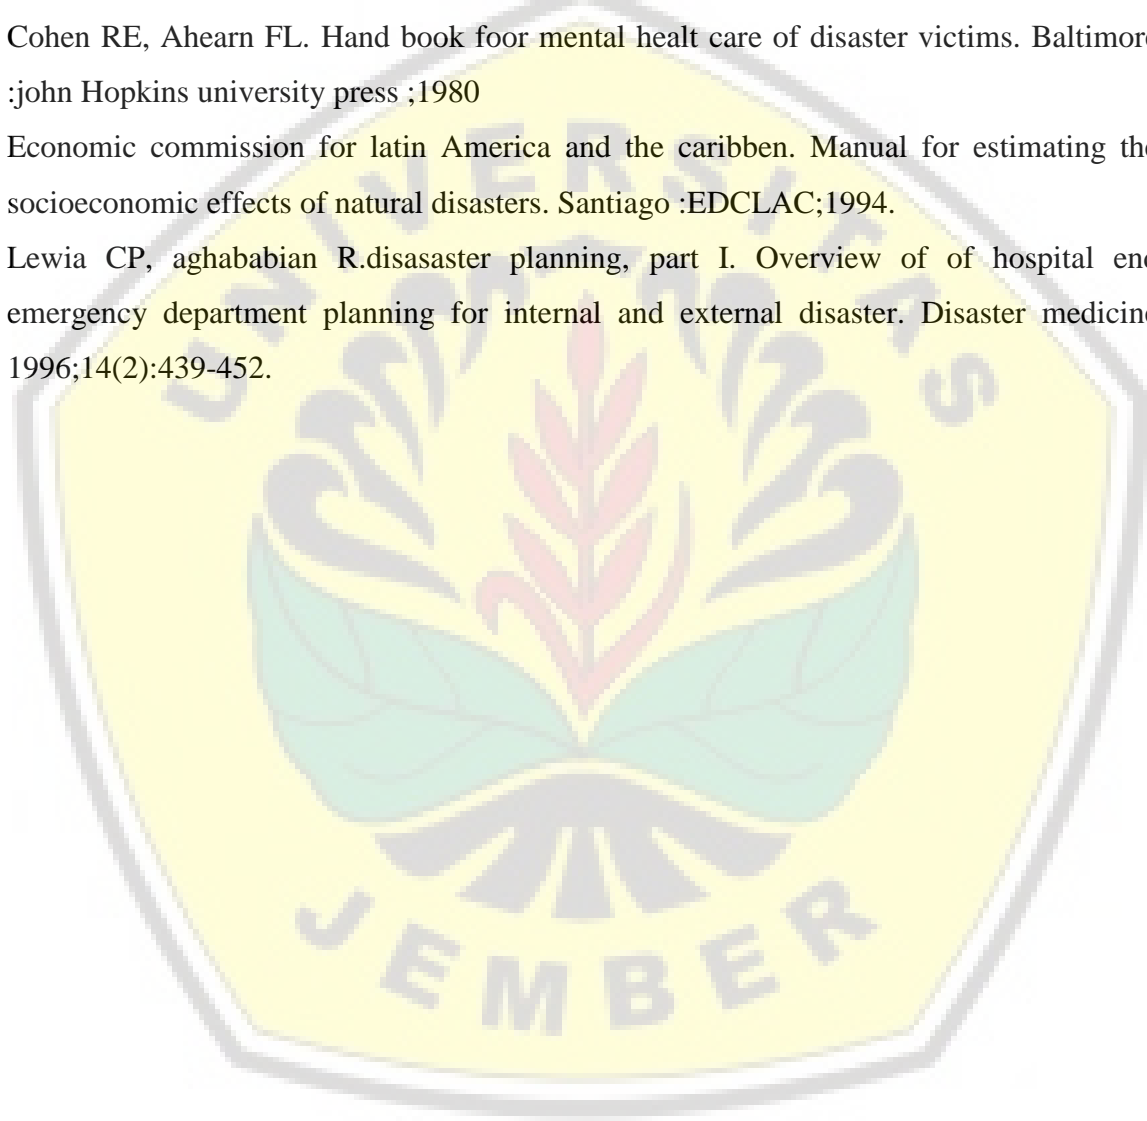 Cohen RE, Ahearn FL. Hand book foor mental healt care of disaster victims. Baltimore
:john Hopkins university press ;1980
Economic commission for latin America and the caribben. Manual for estimating the
socioeconomic effects of natural disasters. Santiago :EDCLAC;1994.
Lewia CP, aghababian R.disasaster planning, part I. Overview of of hospital end
emergency department planning for internal and external disaster. Disaster medicine
1996;14(2):439-452.
UNIVERSITAS
JEMBER